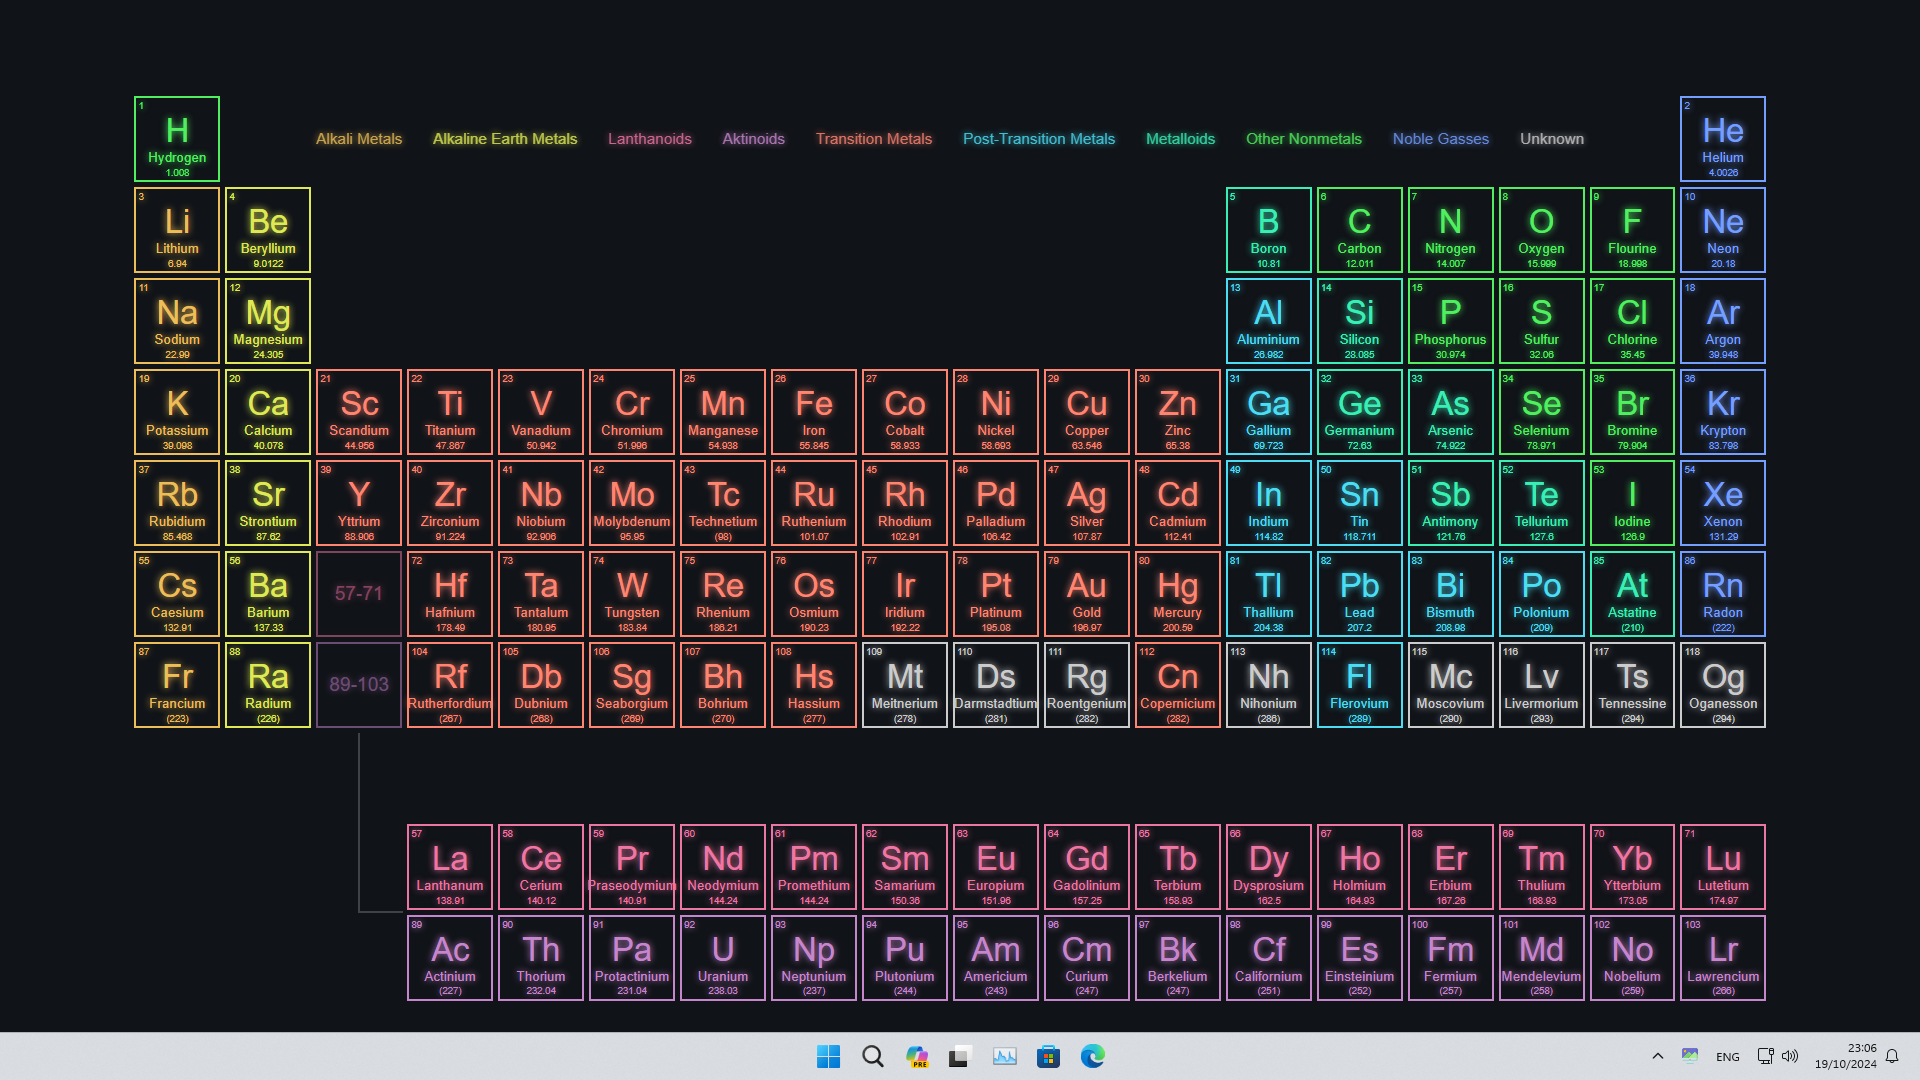 1
H
Hydrogen
1.008
Alkali Metals Alkaline Earth Metals Lanthanoids Aktinoids Transition Metals Post-Transition Metals Metalloids Other Nonmetals Noble Gasses Unknown
2
He
Helium
4.0026
3 4 5 6 7 8 9 10
Li Be B C N O F Ne
Lithium Beryllium Boron Carbon Nitrogen Oxygen Flourine Neon
6.94 9.0122 10.81 12.011 14.007 15.999 18.998 20.18
11 12 13 14 15 16 17 18
Na Mg Al Si P S Cl Ar
Sodium Magnesium Aluminium Silicon Phosphorus Sulfur Chlorine Argon
22.99 24.305 26.982 28.085 30.974 32.06 35.45 39.948
19 20 21 22 23 24 25 26 27 28 29 30 31 32 33 34 35 36
K Ca Sc Ti V Cr Mn Fe Co Ni Cu Zn Ga Ge As Se Br Kr
Potassium Calcium Scandium Titanium Vanadium Chromium Manganese Iron Cobalt Nickel Copper Zinc Gallium Germanium Arsenic Selenium Bromine Krypton
39.098 40.078 44.956 47.867 50.942 51.996 54.938 55.845 58.933 58.693 63.546 65.38 69.723 72.63 74.922 78.971 79.904 83.798
37 38 39 40 41 42 43 44 45 46 47 48 49 50 51 52 53 54
Rb Sr Y Zr Nb Mo Tc Ru Rh Pd Ag Cd In Sn Sb Te I Xe
Rubidium Strontium Yttrium Zirconium Niobium Molybdenum Technetium Ruthenium Rhodium Palladium Silver Cadmium Indium Tin Antimony Tellurium Iodine Xenon
85.468 87.62 88.906 91.224 92.906 95.95 (98) 101.07 102.91 106.42 107.87 112.41 114.82 118.711 121.76 127.6 126.9 131.29
55 56 72 73 74 75 76 77 78 79 80 81 82 83 84 85 86
Cs Ba 57-71 Hf Ta W Re Os Ir Pt Au Hg Tl Pb Bi Po At Rn
Caesium Barium Hafnium Tantalum Tungsten Rhenium Osmium Iridium Platinum Gold Mercury Thallium Lead Bismuth Polonium Astatine Radon
132.91 137.33 178.49 180.95 183.84 186.21 190.23 192.22 195.08 196.97 200.59 204.38 207.2 208.98 (209) (210) (222)
87 88 104 105 106 107 108 109 110 111 112 113 114 115 116 117 118
Fr Ra 89-103 Rf Db Sg Bh Hs Mt Ds Rg Cn Nh Fl Mc Lv Ts Og
Francium Radium Rutherfordium Dubnium Seaborgium Bohrium Hassium Meitnerium Darmstadtium Roentgenium Copernicium Nihonium Flerovium Moscovium Livermorium Tennessine Oganesson
(223) (226) (267) (268) (269) (270) (277) (278) (281) (282) (282) (286) (289) (290) (293) (294) (294)
57 58 59 60 61 62 63 64 65 66 67 68 69 70 71
La Ce Pr Nd Pm Sm Eu Gd Tb Dy Ho Er Tm Yb Lu
Lanthanum Cerium Praseodymium Neodymium Promethium Samarium Europium Gadolinium Terbium Dysprosium Holmium Erbium Thulium Ytterbium Lutetium
138.91 140.12 140.91 144.24 144.24 150.36 151.96 157.25 158.93 162.5 164.93 167.26 168.93 173.05 174.97
89 90 91 92 93 94 95 96 97 98 99 100 101 102 103
Ac Th Pa U Np Pu Am Cm Bk Cf Es Fm Md No Lr
Actinium Thorium Protactinium Uranium Neptunium Plutonium Americium Curium Berkelium Californium Einsteinium Fermium Mendelevium Nobelium Lawrencium
(227) 232.04 231.04 238.03 (237) (244) (243) (247) (247) (251) (252) (257) (258) (259) (266)
PRE
ENG
23:06
19/10/2024